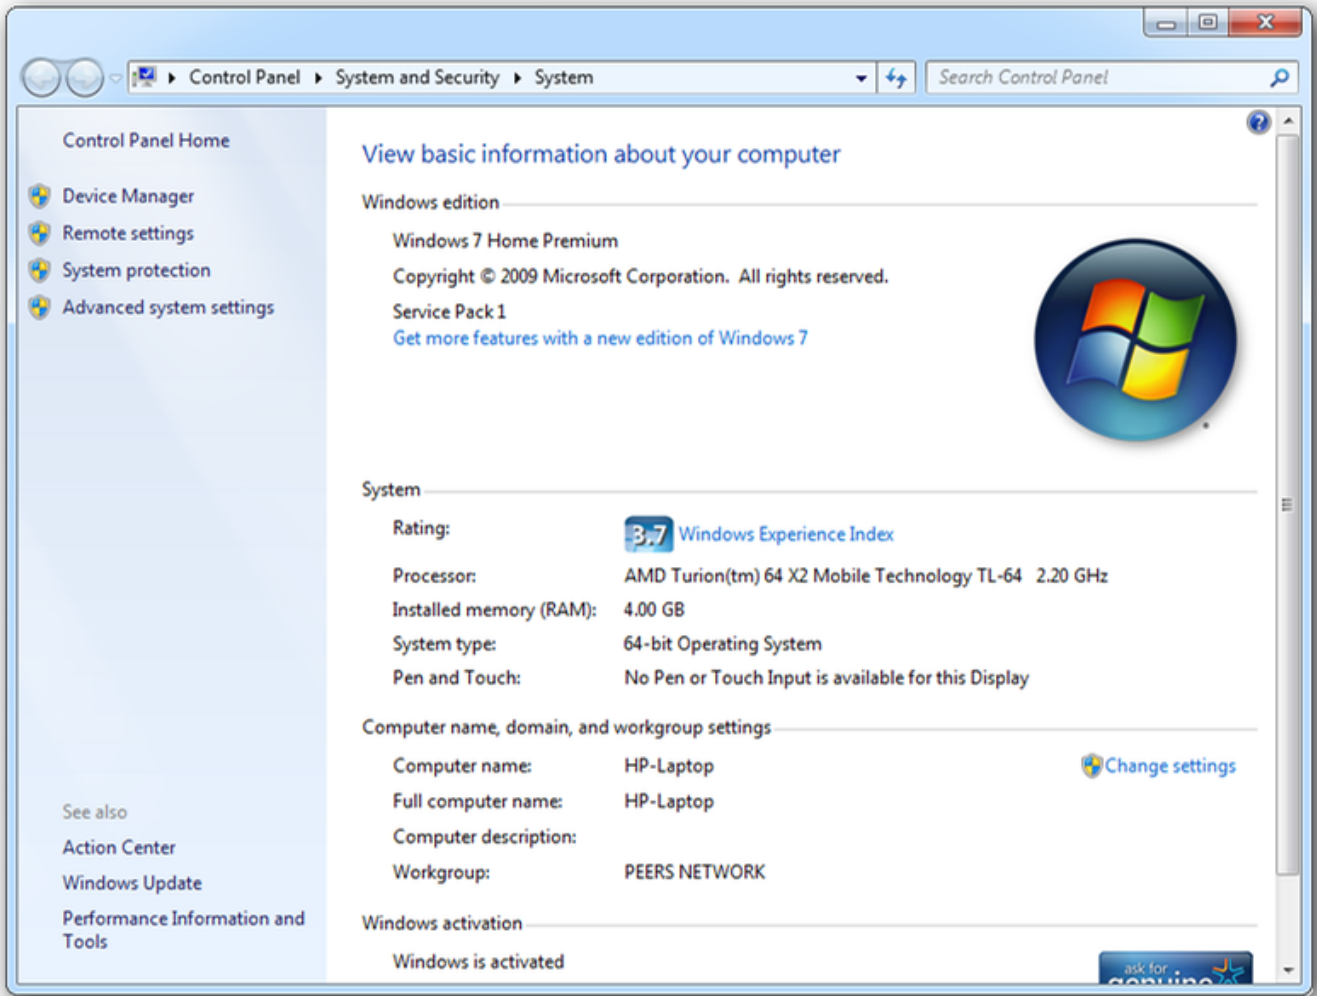 Control Panel ▸ System and Security ▸ System
Search Control Panel
Control Panel Home
Device Manager
Remote settings
System protection
Advanced system settings
See also
Action Center
Windows Update
Performance Information and
Tools
View basic information about your computer
Windows edition
Windows 7 Home Premium
Copyright © 2009 Microsoft Corporation.  All rights reserved.
Service Pack 1
Get more features with a new edition of Windows 7
System
Rating: 3.7 Windows Experience Index
Processor: AMD Turion(tm) 64 X2 Mobile Technology TL-64   2.20 GHz
Installed memory (RAM): 4.00 GB
System type: 64-bit Operating System
Pen and Touch: No Pen or Touch Input is available for this Display
Computer name, domain, and workgroup settings
Computer name: HP-Laptop Change settings
Full computer name: HP-Laptop
Computer description:
Workgroup: PEERS NETWORK
Windows activation
Windows is activated
ask for
genuine